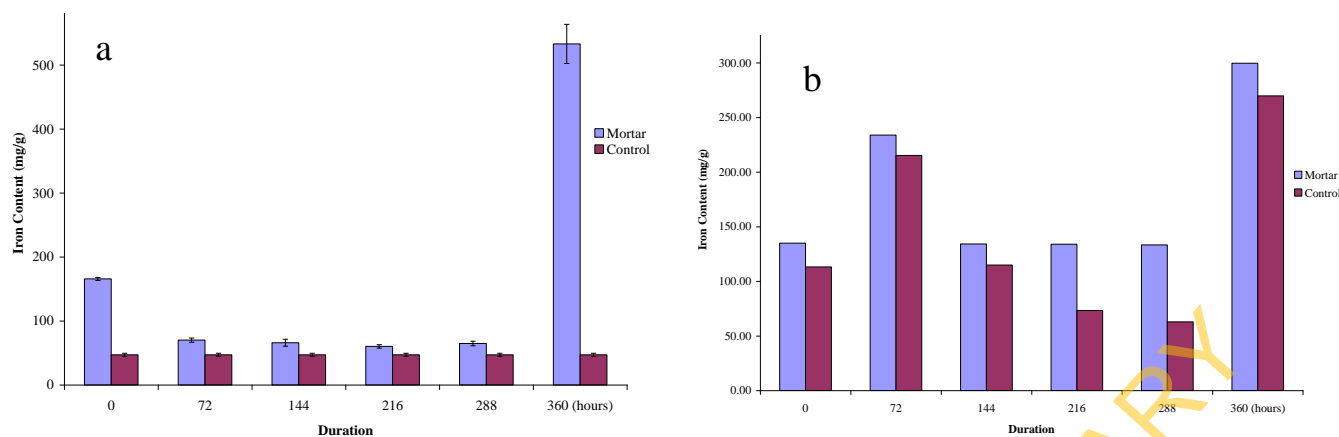 a
Iron Content (mg/g)
500
400
300
200
100
0
0 72 144 216 288 360 (hours)
Duration
Mortar
Control
b
Iron Content (mg/g)
300.00
250.00
200.00
150.00
100.00
50.00
0.00
0 72 144 216 288 360 (hours)
Duration
Mortar
Control